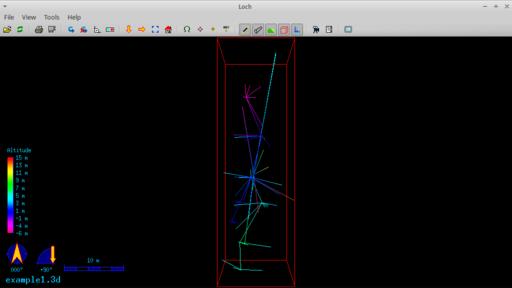 Loch
File View Tools Help
Altitude
15 m
13 m
11 m
9 m
7 m
5 m
3 m
1 m
-1 m
-4 m
-6 m
10 m
000° +90°
example1.3d